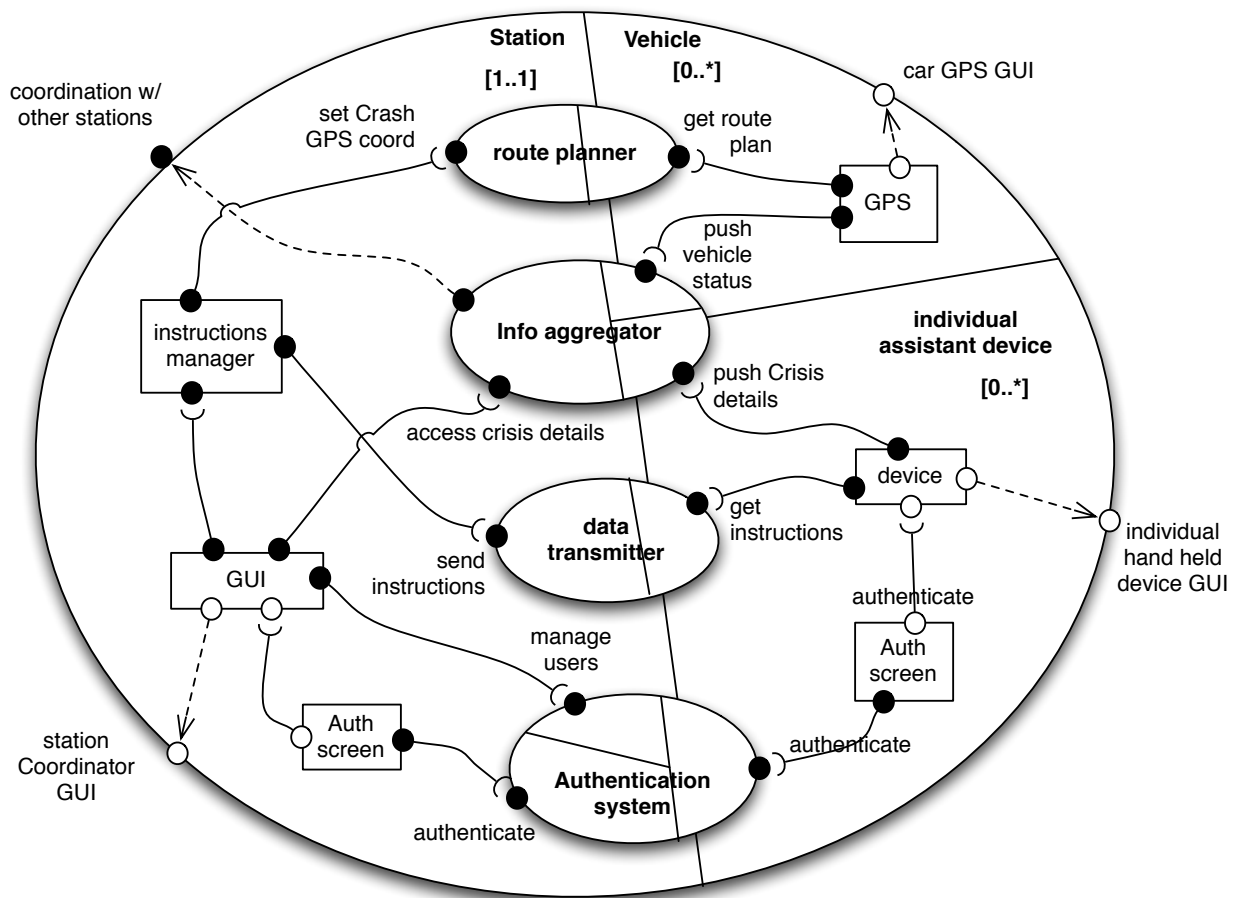 Station
[1..1]
Vehicle
[0..*]
car GPS GUI
coordination w/
other stations
set Crash
GPS coord
route planner
get route
plan
GPS
push
vehicle
status
instructions
manager
Info aggregator
individual
assistant device
[0..*]
push Crisis
details
access crisis details
device
get
instructions
data
transmitter
send
instructions
individual
hand held
device GUI
GUI
authenticate
manage
users
Auth
screen
Auth
screen
station
Coordinator
GUI
authenticate
Authentication
system
authenticate